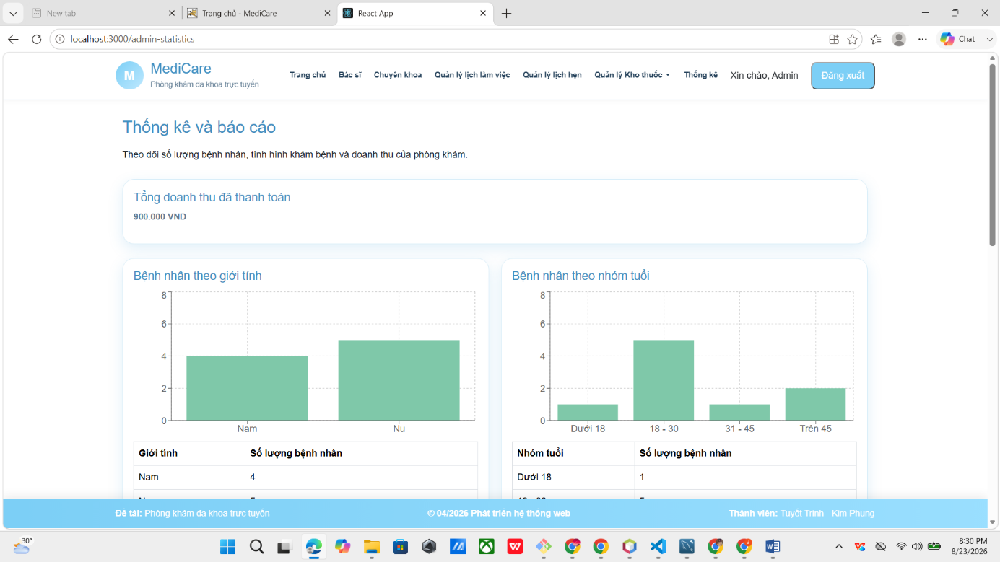 New tab
Trang chủ - MediCare
React App
localhost:3000/admin-statistics
Chat
M
MediCare
Phòng khám đa khoa trực tuyến
Trang chủ
Bác sĩ
Chuyên khoa
Quản lý lịch làm việc
Quản lý lịch hẹn
Quản lý Kho thuốc
Thống kê
Xin chào, Admin
Đăng xuất
Thống kê và báo cáo
Theo dõi số lượng bệnh nhân, tình hình khám bệnh và doanh thu của phòng khám.
Tổng doanh thu đã thanh toán
900.000 VNĐ
Bệnh nhân theo giới tính
8
6
4
2
0
Nam
Nu
Giới tính
Số lượng bệnh nhân
Nam
4
Bệnh nhân theo nhóm tuổi
8
6
4
2
0
Dưới 18
18 - 30
31 - 45
Trên 45
Nhóm tuổi
Số lượng bệnh nhân
Dưới 18
1
Đề tài: Phòng khám đa khoa trực tuyến
© 04/2026 Phát triển hệ thống web
Thành viên: Tuyết Trinh - Kim Phụng
30°
8:30 PM
8/23/2026